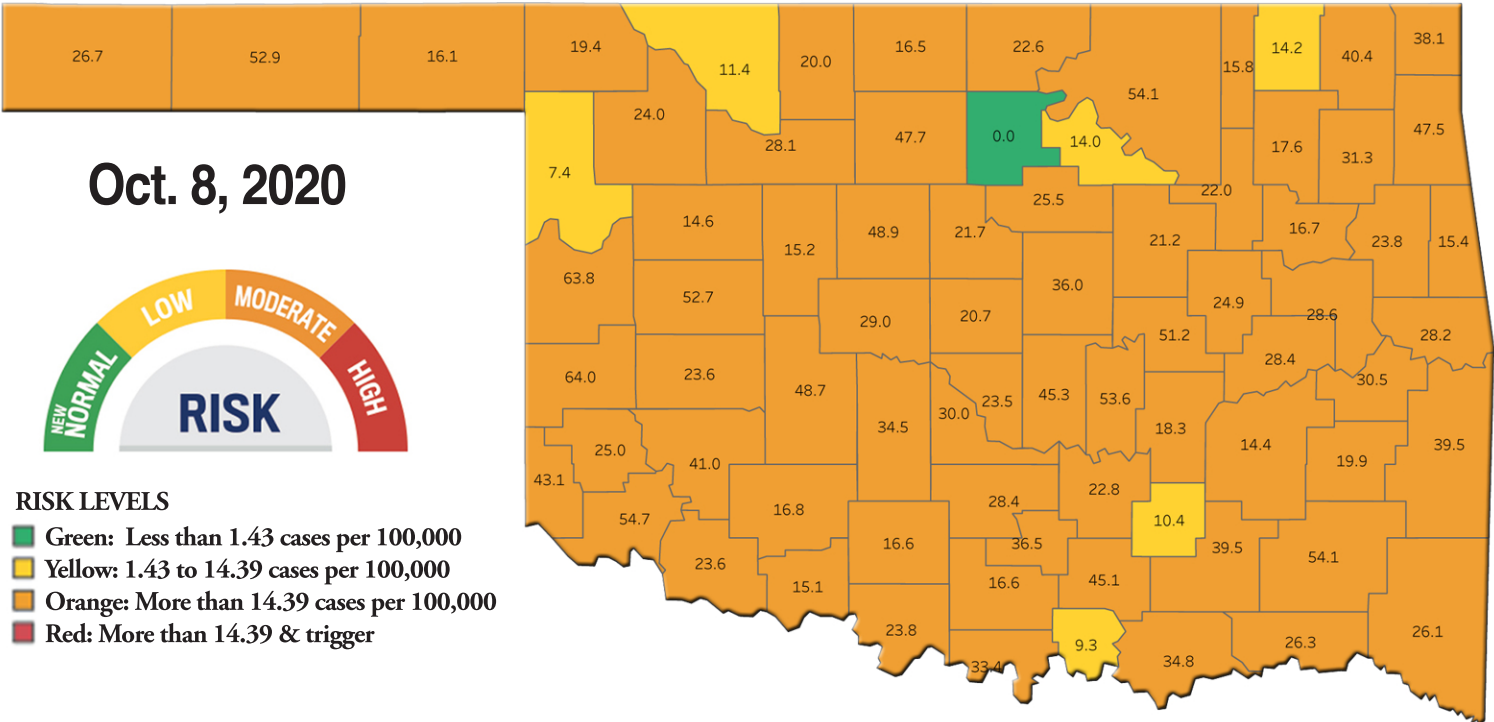 26.7 52.9 16.1 19.4 11.4 20.0 16.5 22.6 54.1 15.8 14.2 40.4 38.1
24.0 28.1 47.7 0.0 14.0 17.6 31.3 47.5
7.4 22.0
Oct. 8, 2020
14.6 15.2 48.9 21.7 25.5 21.2 16.7 23.8 15.4
63.8 52.7 29.0 20.7 36.0 24.9 28.6
51.2 28.4 28.2
64.0 23.6 48.7 34.5 30.0 23.5 45.3 53.6 18.3 30.5
14.4 19.9 39.5
25.0 41.0
43.1 54.7 16.8 28.4 22.8 10.4
23.6 15.1 16.6 36.5 16.6 45.1 39.5 54.1
23.8 33.4 9.3 34.8 26.3 26.1
NEW
NORMAL
LOW
MODERATE
HIGH
RISK
RISK LEVELS
Green: Less than 1.43 cases per 100,000
Yellow: 1.43 to 14.39 cases per 100,000
Orange: More than 14.39 cases per 100,000
Red: More than 14.39 & trigger